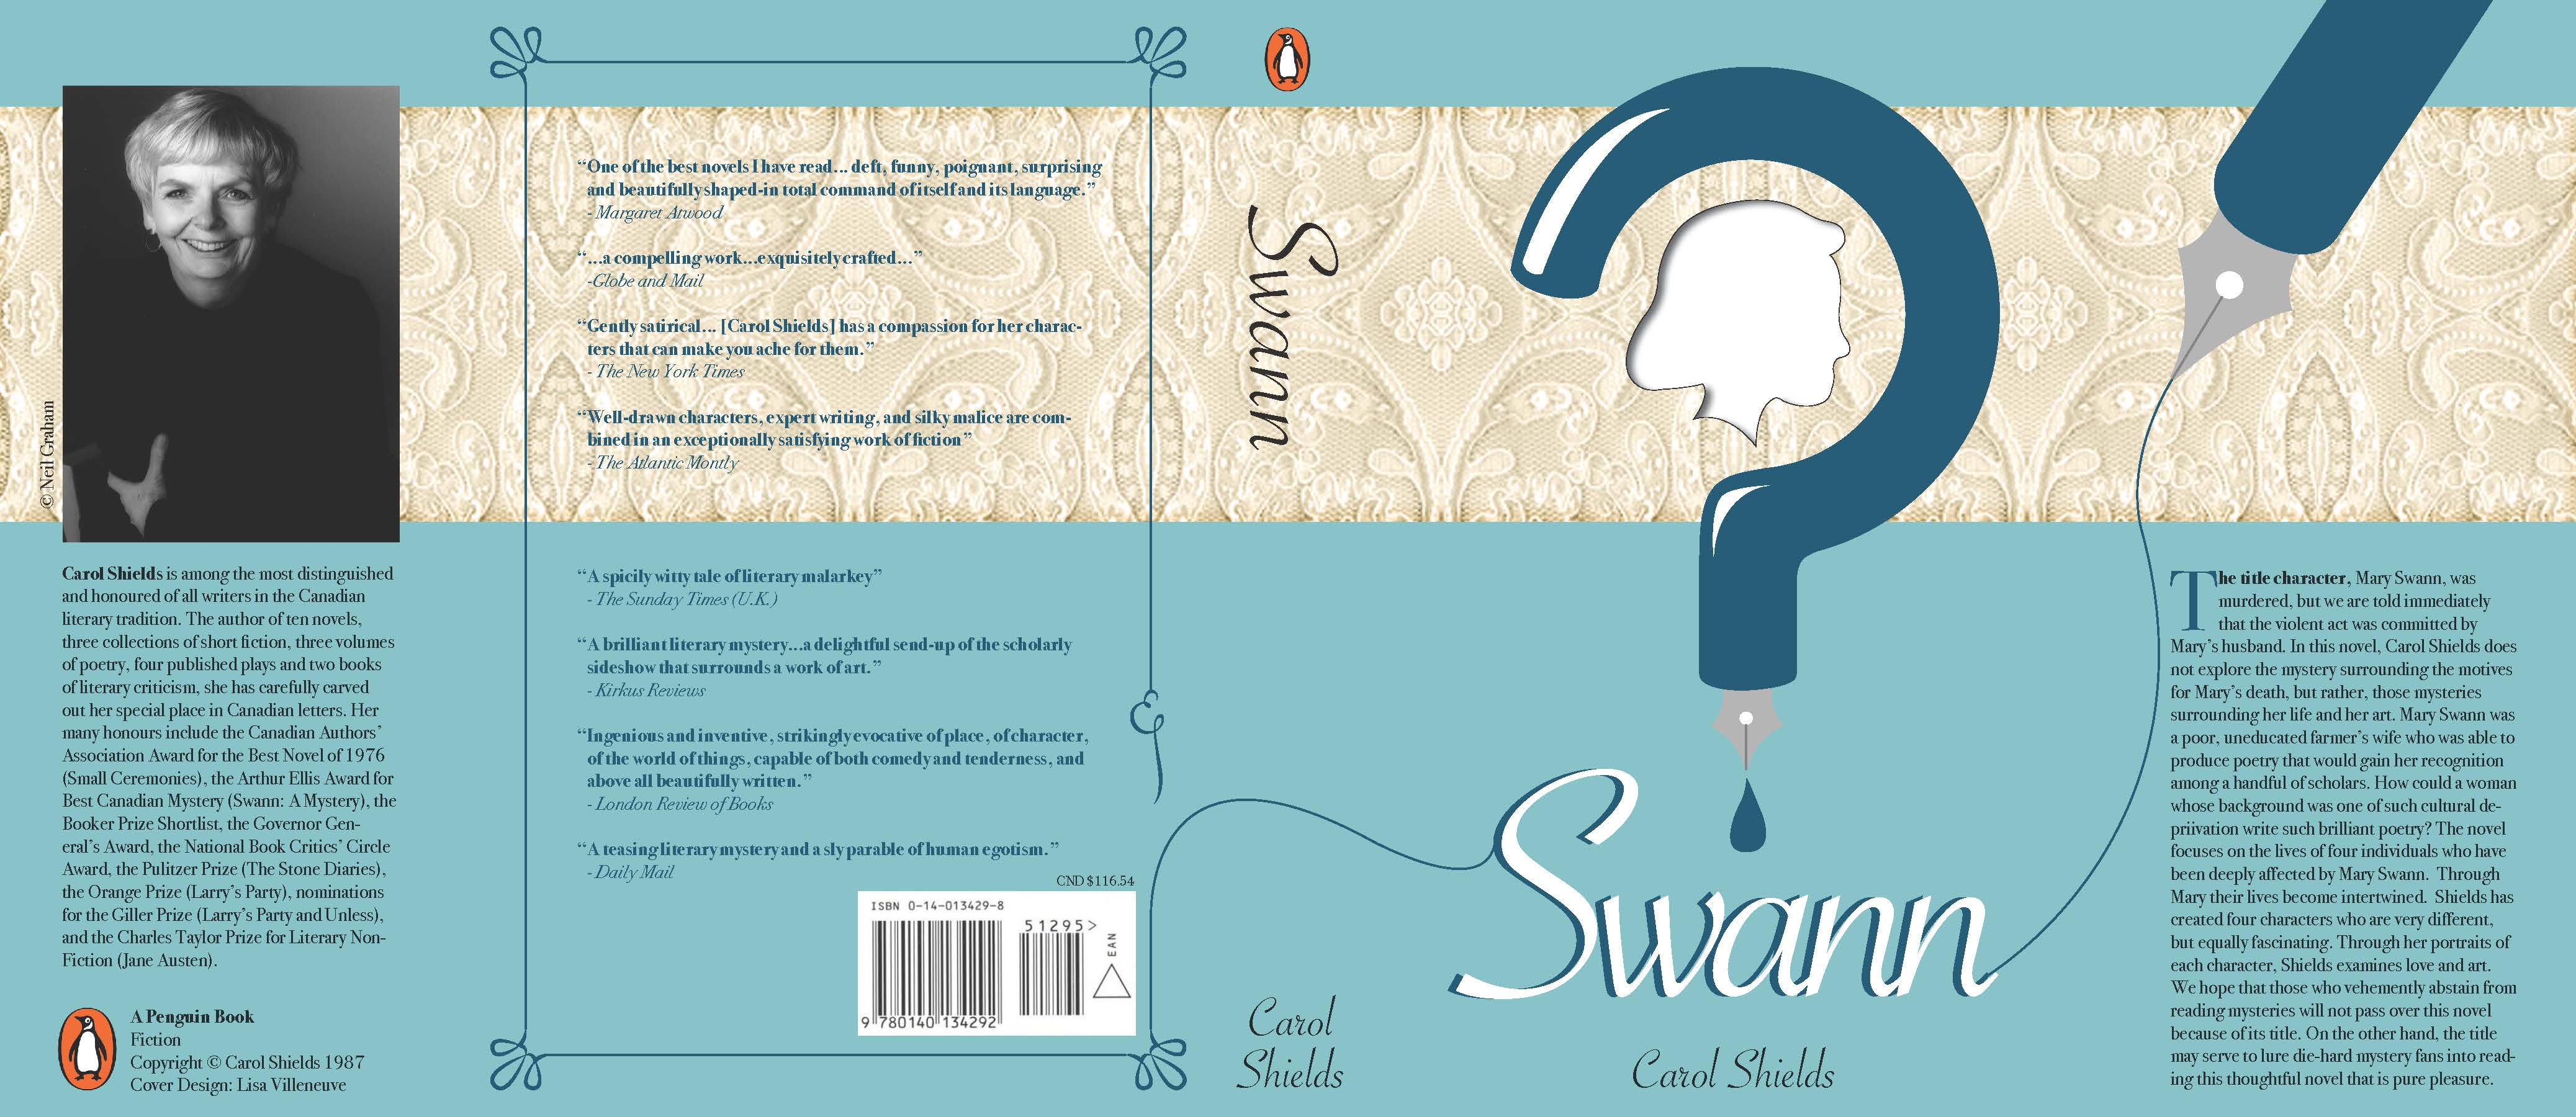 © Neil Graham
Carol Shields is among the most distinguished
and honoured of all writers in the Canadian
literary tradition. The author of ten novels,
three collections of short fiction, three volumes
of poetry, four published plays and two books
of literary criticism, she has carefully carved
out her special place in Canadian letters. Her
many honours include the Canadian Authors'
Association Award for the Best Novel of 1976
(Small Ceremonies), the Arthur Ellis Award for
Best Canadian Mystery (Swann: A Mystery), the
Booker Prize Shortlist, the Governor Gen-
eral's Award, the National Book Critics' Circle
Award, the Pulitzer Prize (The Stone Diaries),
the Orange Prize (Larry's Party), nominations
for the Giller Prize (Larry's Party and Unless),
and the Charles Taylor Prize for Literary Non-
Fiction (Jane Austen).
A Penguin Book
Fiction
Copyright © Carol Shields 1987
Cover Design: Lisa Villeneuve
“One of the best novels I have read... deft, funny, poignant, surprising
and beautifully shaped-in total command of itself and its language.”
- Margaret Atwood
“...a compelling work...exquisitely crafted...”
-Globe and Mail
“Gently satirical... [Carol Shields] has a compassion for her charac-
ters that can make you ache for them.”
- The New York Times
“Well-drawn characters, expert writing, and silky malice are com-
bined in an exceptionally satisfying work of fiction”
- The Atlantic Montly
“A spicily witty tale of literary malarkey”
- The Sunday Times (U.K.)
“A brilliant literary mystery...a delightful send-up of the scholarly
sideshow that surrounds a work of art.”
- Kirkus Reviews
“Ingenious and inventive, strikingly evocative of place, of character,
of the world of things, capable of both comedy and tenderness, and
above all beautifully written.”
- London Review of Books
“A teasing literary mystery and a sly parable of human egotism.”
- Daily Mail
CND $116.54
ISBN 0-14-013429-8
51295>
EAN
9 780140 134292
Swann
Carol
Shields
Swann
Carol Shields
The title character, Mary Swann, was
murdered, but we are told immediately
that the violent act was committed by
Mary's husband. In this novel, Carol Shields does
not explore the mystery surrounding the motives
for Mary's death, but rather, those mysteries
surrounding her life and her art. Mary Swann was
a poor, uneducated farmer's wife who was able to
produce poetry that would gain her recognition
among a handful of scholars. How could a woman
whose background was one of such cultural de-
priivation write such brilliant poetry? The novel
focuses on the lives of four individuals who have
been deeply affected by Mary Swann. Through
Mary their lives become intertwined. Shields has
created four characters who are very different,
but equally fascinating. Through her portraits of
each character, Shields examines love and art.
We hope that those who vehemently abstain from
reading mysteries will not pass over this novel
because of its title. On the other hand, the title
may serve to lure die-hard mystery fans into read-
ing this thoughtful novel that is pure pleasure.